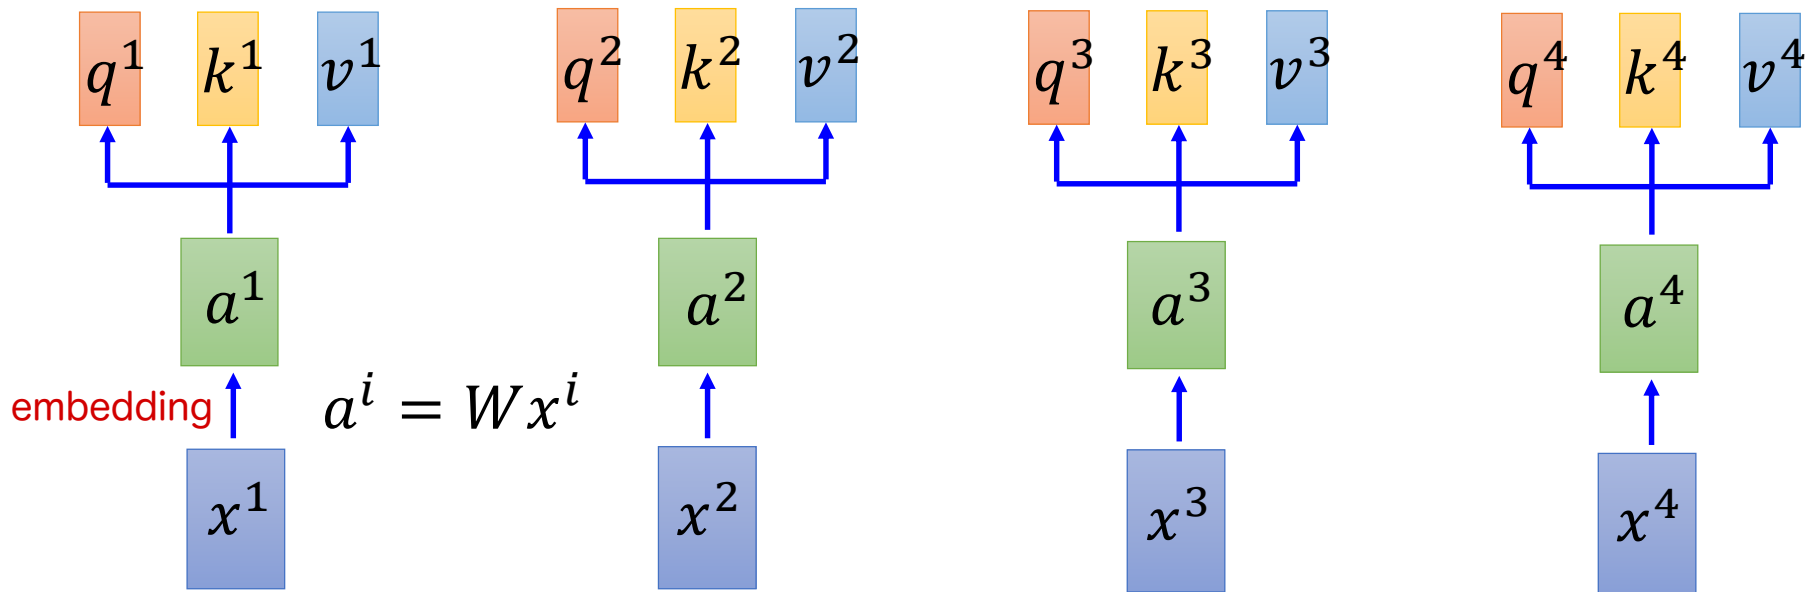 q¹ k¹ v¹ q² k² v² q³ k³ v³ q⁴ k⁴ v⁴
a¹ a² a³ a⁴
embedding aⁱ = Wxⁱ
x¹ x² x³ x⁴